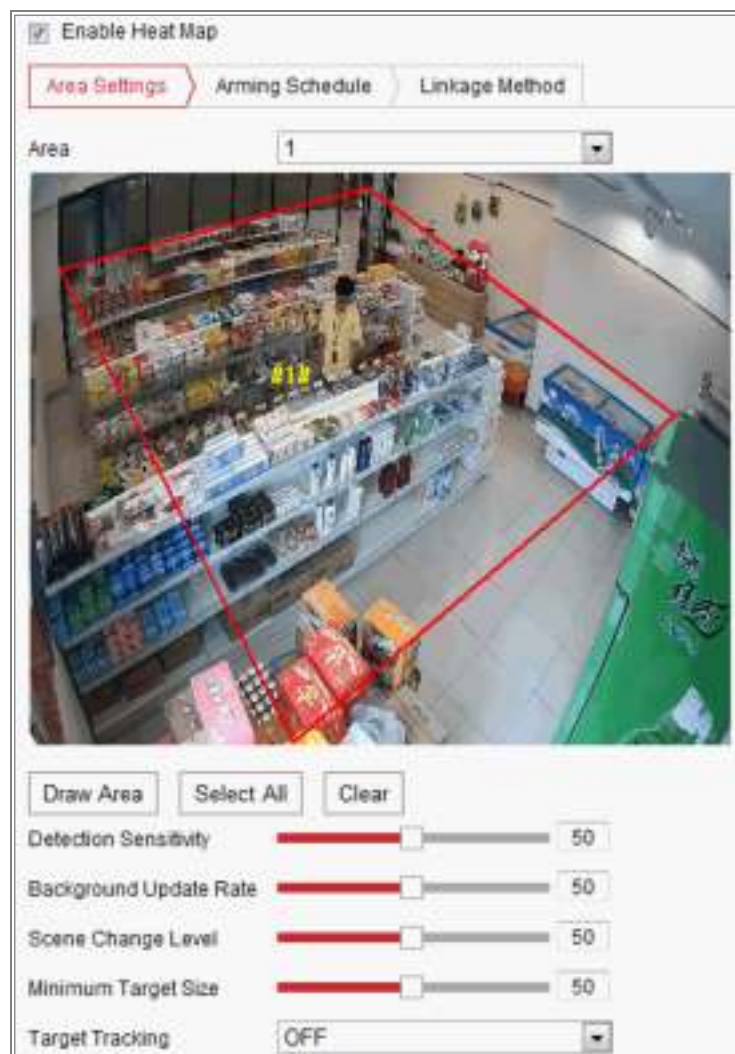 Enable Heat Map
Area Settings
Arming Schedule
Linkage Method
Area
1
#1#
Draw Area
Select All
Clear
Detection Sensitivity
50
Background Update Rate
50
Scene Change Level
50
Minimum Target Size
50
Target Tracking
OFF